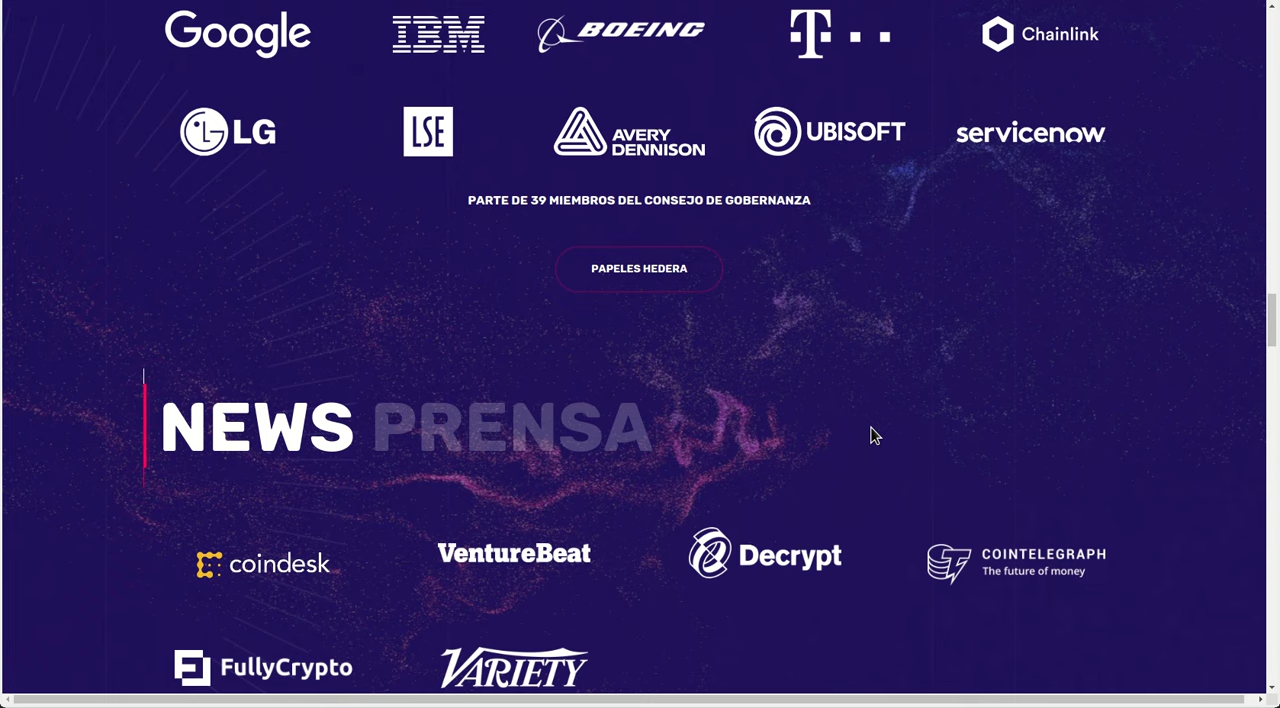 Google IBM BOEING T Chainlink
LG LSE AVERY DENNISON UBISOFT servicenow
PARTE DE 39 MIEMBROS DEL CONSEJO DE GOBERNANZA
PAPELES HEDERA
NEWS PRENSA
coindesk VentureBeat Decrypt COINTELEGRAPH
The future of money
FullyCrypto VARIETY